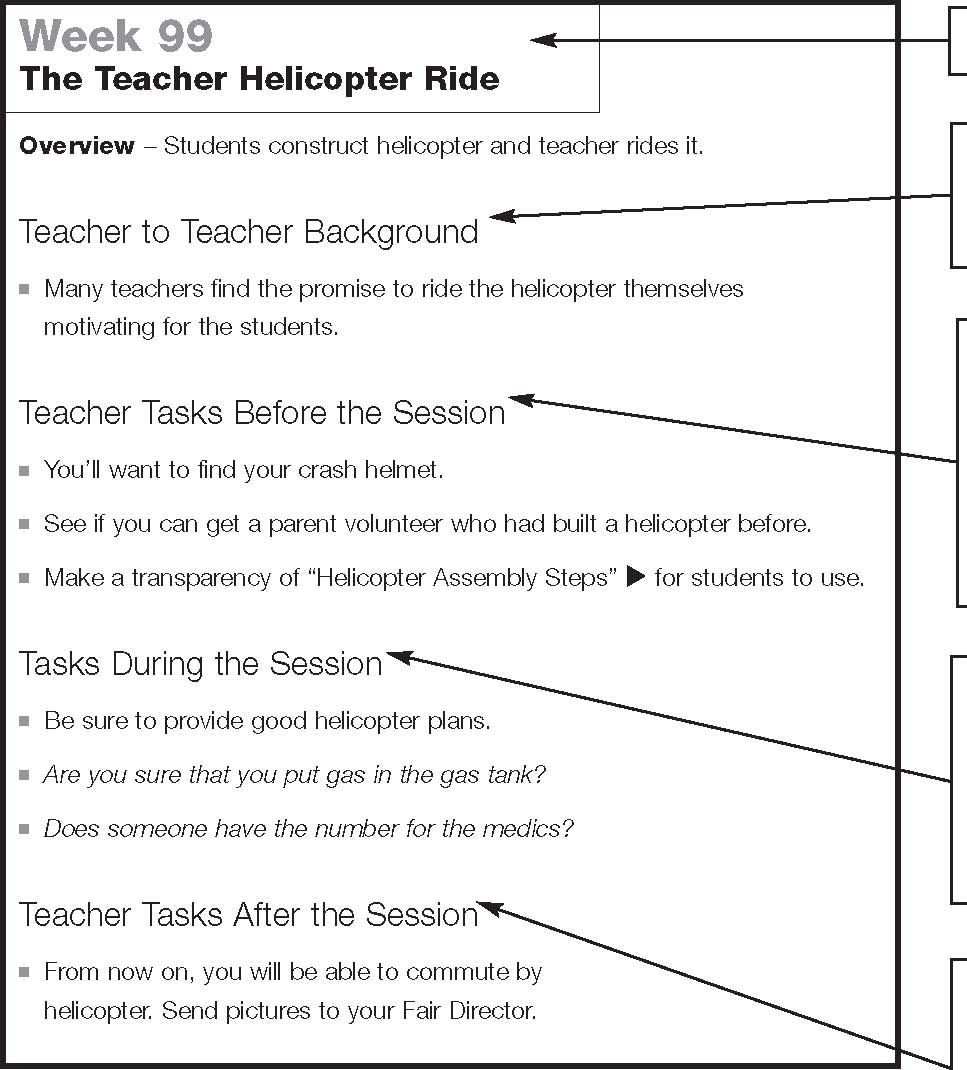 Week 99
The Teacher Helicopter Ride
Overview – Students construct helicopter and teacher rides it.
Teacher to Teacher Background
■ Many teachers find the promise to ride the helicopter themselves
motivating for the students.
Teacher Tasks Before the Session
■ You’ll want to find your crash helmet.
■ See if you can get a parent volunteer who had built a helicopter before.
■ Make a transparency of “Helicopter Assembly Steps” ▶ for students to use.
Tasks During the Session
■ Be sure to provide good helicopter plans.
■ Are you sure that you put gas in the gas tank?
■ Does someone have the number for the medics?
Teacher Tasks After the Session
■ From now on, you will be able to commute by
helicopter. Send pictures to your Fair Director.